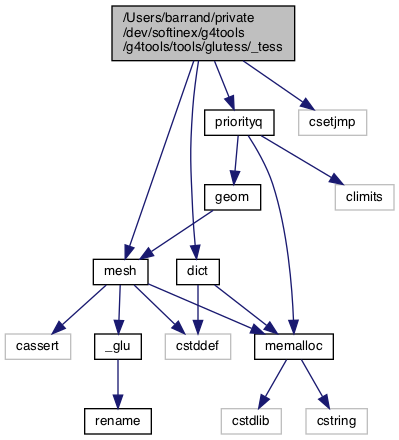 /Users/barrand/private
/dev/softinex/g4tools
/g4tools/tools/glutess/_tess
priorityq
csetjmp
geom
climits
mesh
dict
cassert
_glu
cstddef
memalloc
rename
cstdlib
cstring